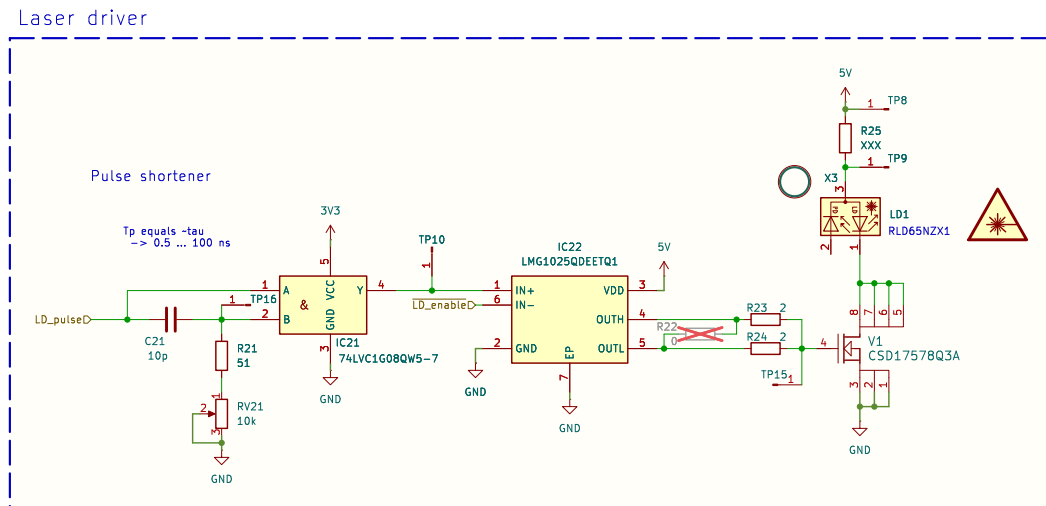 Laser driver
5V
1 TP8
R25
XXX
1 TP9
X3
3
PD
LD
LD1
RLD65NZX1
2
1
Pulse shortener
Tp equals ~tau
-> 0.5 ... 100 ns
3V3
TP10
1
IC22
LMG1025QDEETQ1
5V
5
VCC
1 A
Y 4
&
1 TP16
2 B
GND
3
IC21
74LVC1G08QW5-7
GND
LD_pulse
C21
10p
R21
51
1
2
RV21
10k
3
GND
1 IN+
VDD 3
LD_enable
6 IN-
OUTH 4
2 GND
OUTL 5
EP
7
GND
GND
R22
0
R23 2
R24 2
TP15 1
8
7
6
5
4
V1
CSD17578Q3A
3
2
1
GND